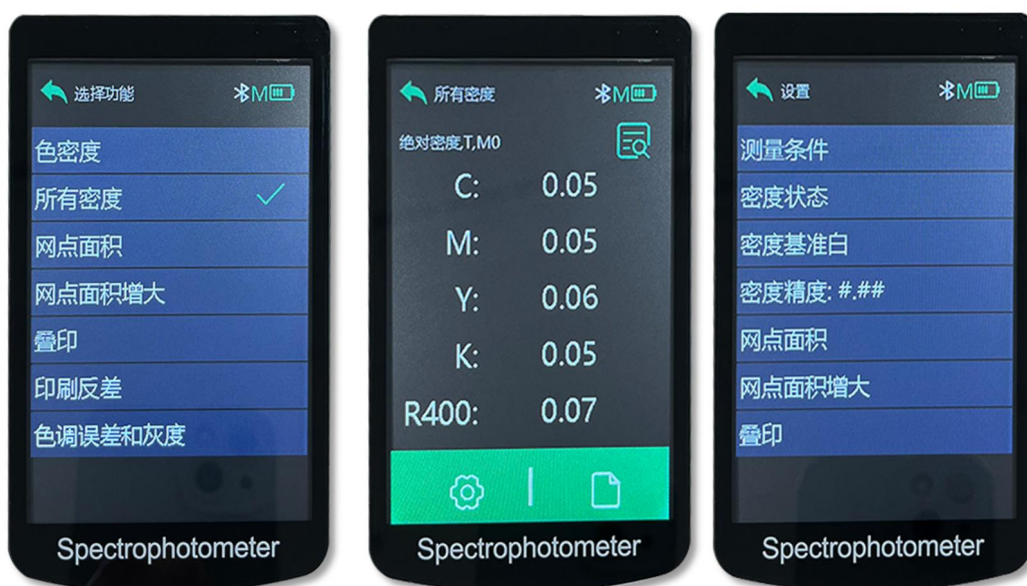 选择功能 M
色密度
所有密度
网点面积
网点面积增大
叠印
印刷反差
色调误差和灰度
Spectrophotometer
所有密度 M
绝对密度,T,M0
C: 0.05
M: 0.05
Y: 0.06
K: 0.05
R400: 0.07
Spectrophotometer
设置 M
测量条件
密度状态
密度基准白
密度精度: #.##
网点面积
网点面积增大
叠印
Spectrophotometer